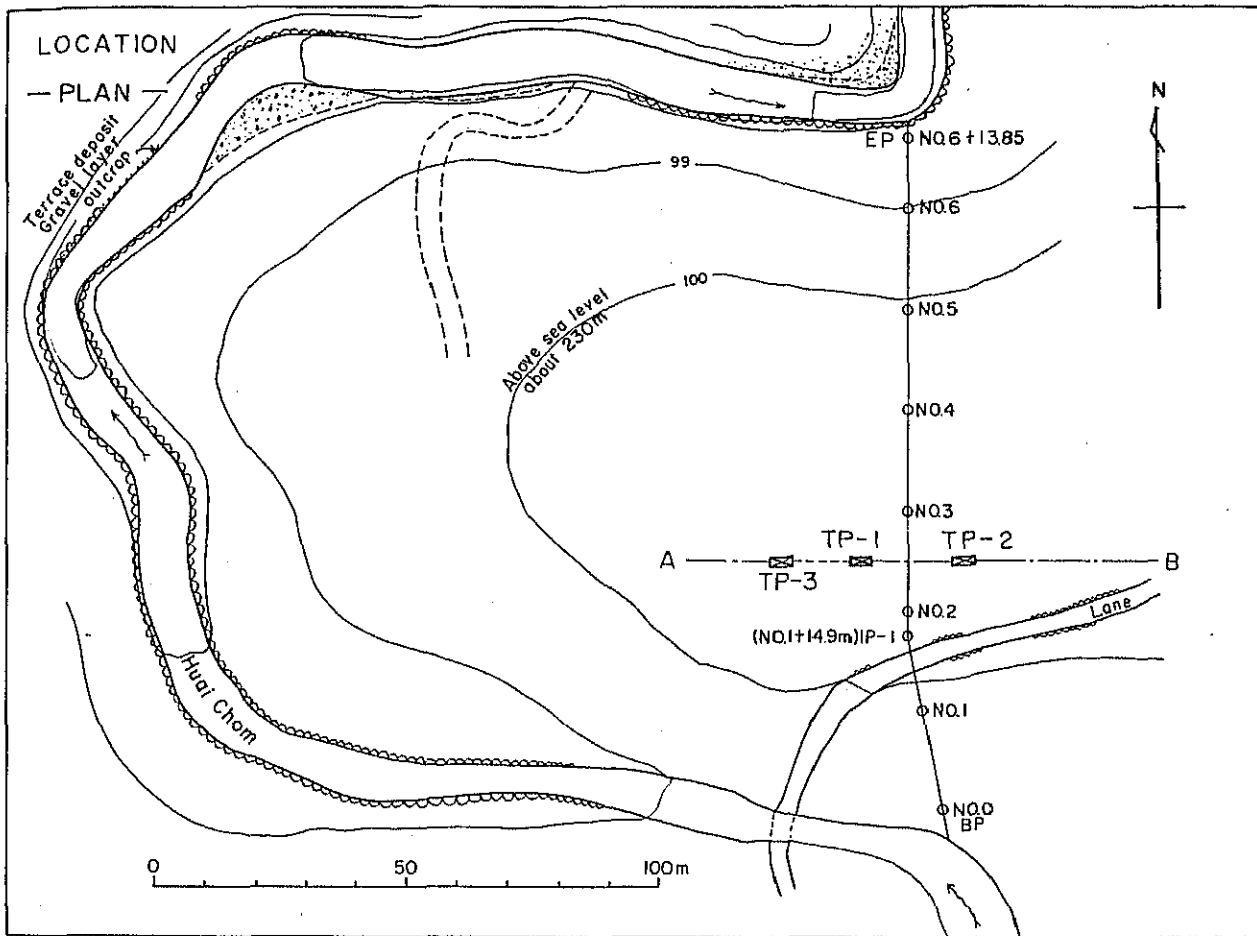 LOCATION
— PLAN —
Terrace deposit
Gravel layer
outcrop
N
EP NO.6+13.85
99
NO.6
100
NO.5
Above sea level
about 230m
NO.4
NO.3
A TP-3 TP-1 TP-2 B
NO.2
Lane
(NO.1+14.9m)IP-1
Huai Chom
NO.1
NO.0
BP
0 50 100m